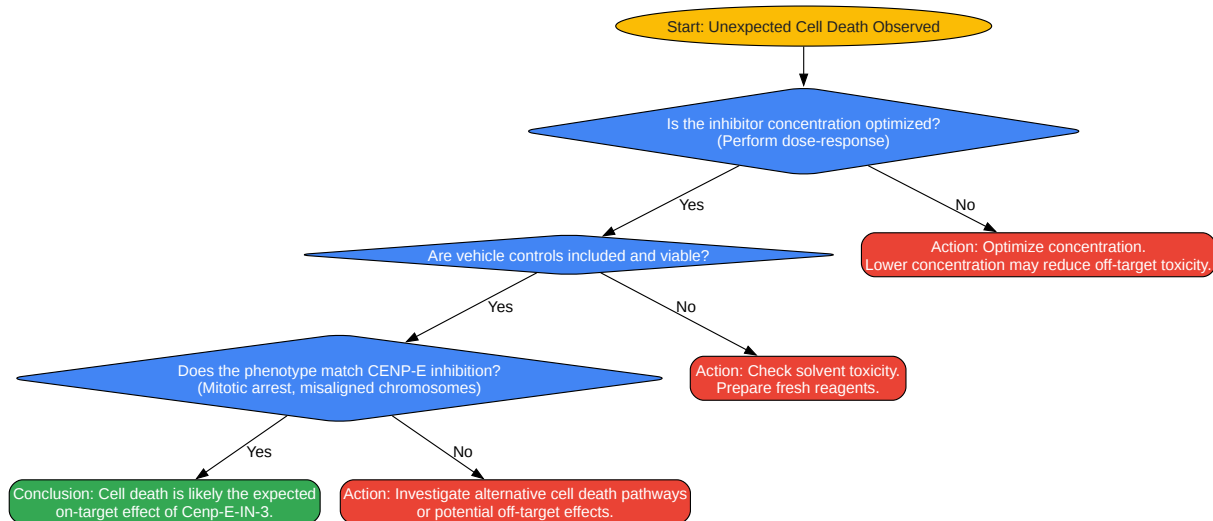 Start: Unexpected Cell Death Observed
Is the inhibitor concentration optimized?
(Perform dose-response)
Yes
No
Action: Optimize concentration.
Lower concentration may reduce off-target toxicity.
Are vehicle controls included and viable?
Yes
No
Action: Check solvent toxicity.
Prepare fresh reagents.
Does the phenotype match CENP-E inhibition?
(Mitotic arrest, misaligned chromosomes)
Yes
No
Conclusion: Cell death is likely the expected
on-target effect of Cenp-E-IN-3.
Action: Investigate alternative cell death pathways
or potential off-target effects.